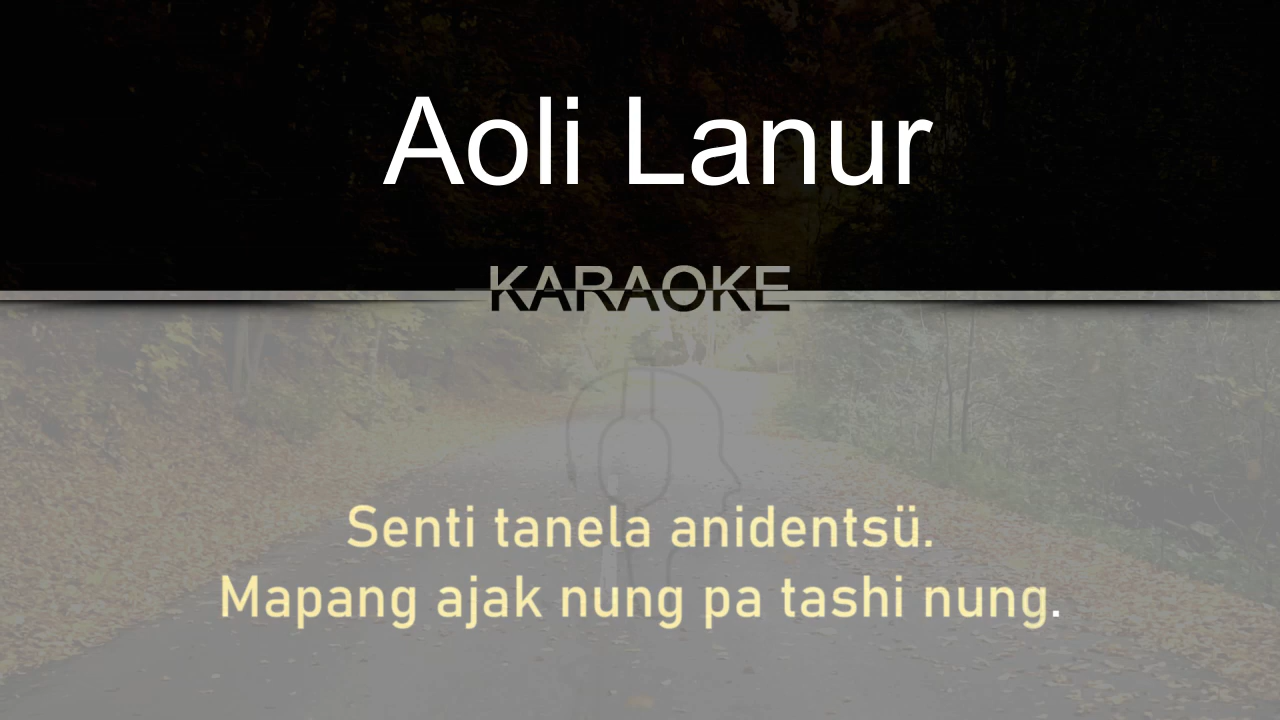 Aoli Lanur
KARAOKE
Senti tanela anidentsü.
Mapang ajak nung pa tashi nung.